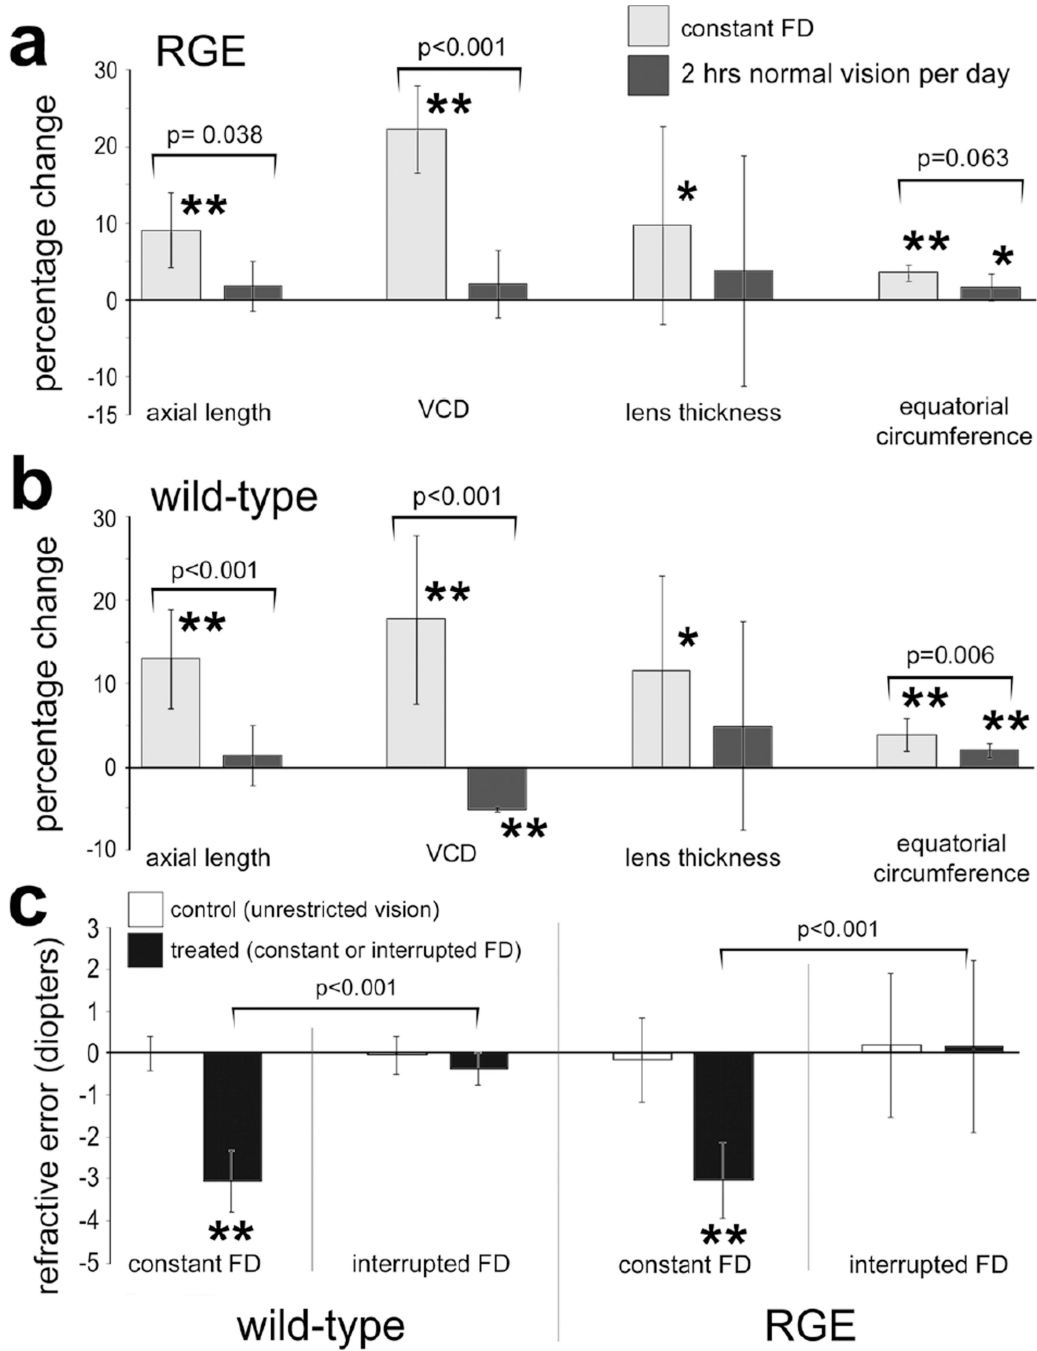 a
RGE
constant FD
2 hrs normal vision per day
percentage change
30
20
10
0
-10
-15
p= 0.038
**
p<0.001
**
*
p=0.063
**
*
axial length
VCD
lens thickness
equatorial
circumference
b
wild-type
percentage change
30
20
10
0
-10
p<0.001
**
p<0.001
**
**
*
p=0.006
**
**
axial length
VCD
lens thickness
equatorial
circumference
c
control (unrestricted vision)
treated (constant or interrupted FD)
refractive error (diopters)
3
2
1
0
-1
-2
-3
-4
-5
p<0.001
p<0.001
**
**
constant FD
interrupted FD
constant FD
interrupted FD
wild-type
RGE